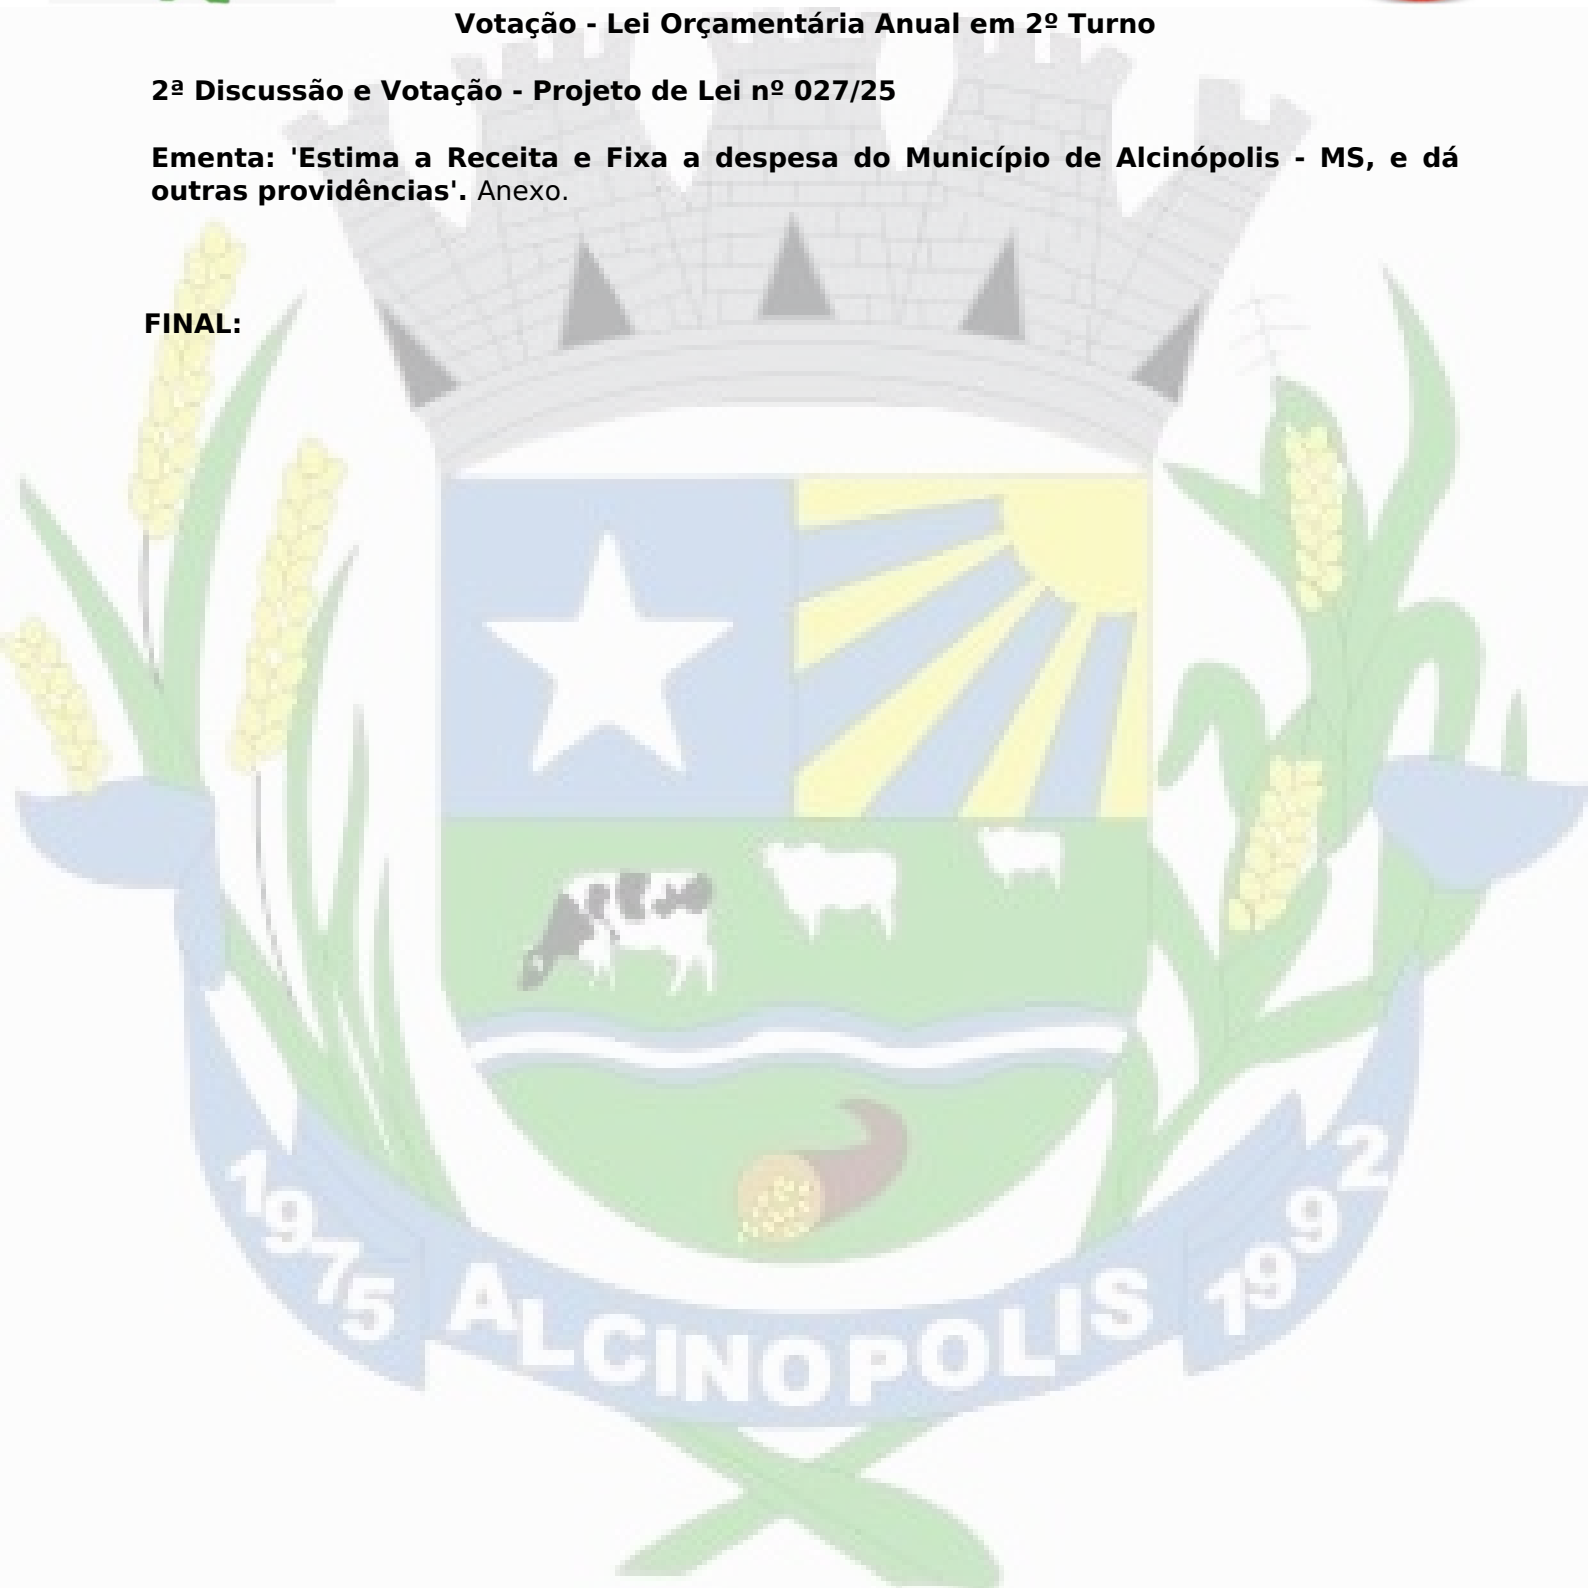 Votação - Lei Orçamentária Anual em 2º Turno
2ª Discussão e Votação - Projeto de Lei nº 027/25
Ementa: 'Estima a Receita e Fixa a despesa do Município de Alcinópolis - MS, e dá
outras providências'. Anexo.
FINAL:
1975 ALCINOPOLIS 1992